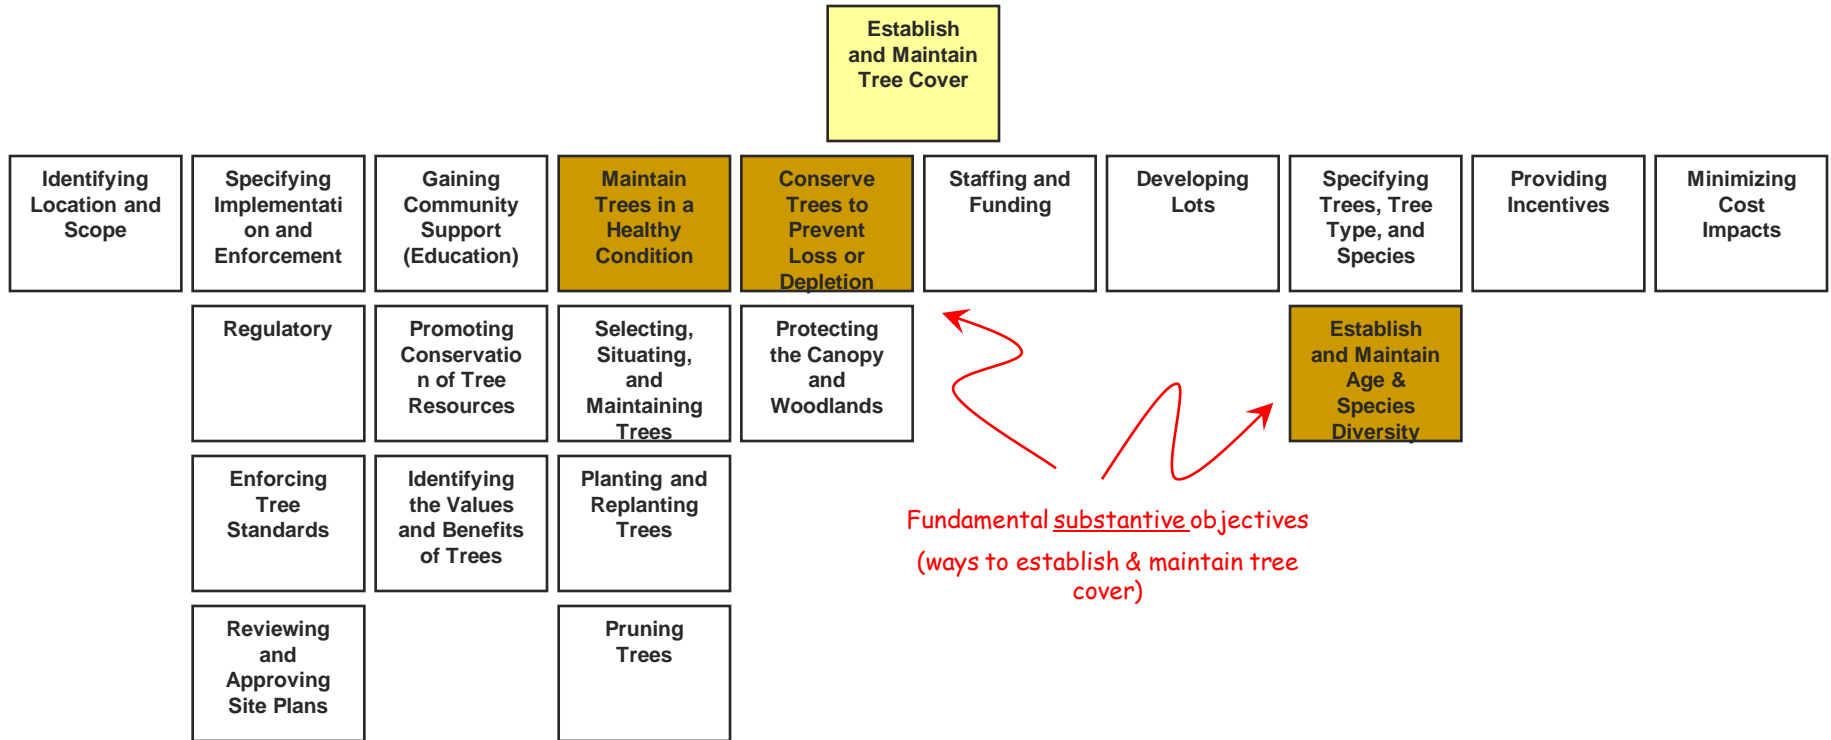 Establish
and Maintain
Tree Cover
Identifying
Location and
Scope
Specifying
Implementati
on and
Enforcement
Gaining
Community
Support
(Education)
Maintain
Trees in a
Healthy
Condition
Conserve
Trees to
Prevent
Loss or
Depletion
Staffing and
Funding
Developing
Lots
Specifying
Trees, Tree
Type, and
Species
Providing
Incentives
Minimizing
Cost
Impacts
Regulatory
Promoting
Conservatio
n of Tree
Resources
Selecting,
Situating,
and
Maintaining
Trees
Protecting
the Canopy
and
Woodlands
Establish
and Maintain
Age &
Species
Diversity
Enforcing
Tree
Standards
Identifying
the Values
and Benefits
of Trees
Planting and
Replanting
Trees
Fundamental substantive objectives
(ways to establish & maintain tree
cover)
Reviewing
and
Approving
Site Plans
Pruning
Trees